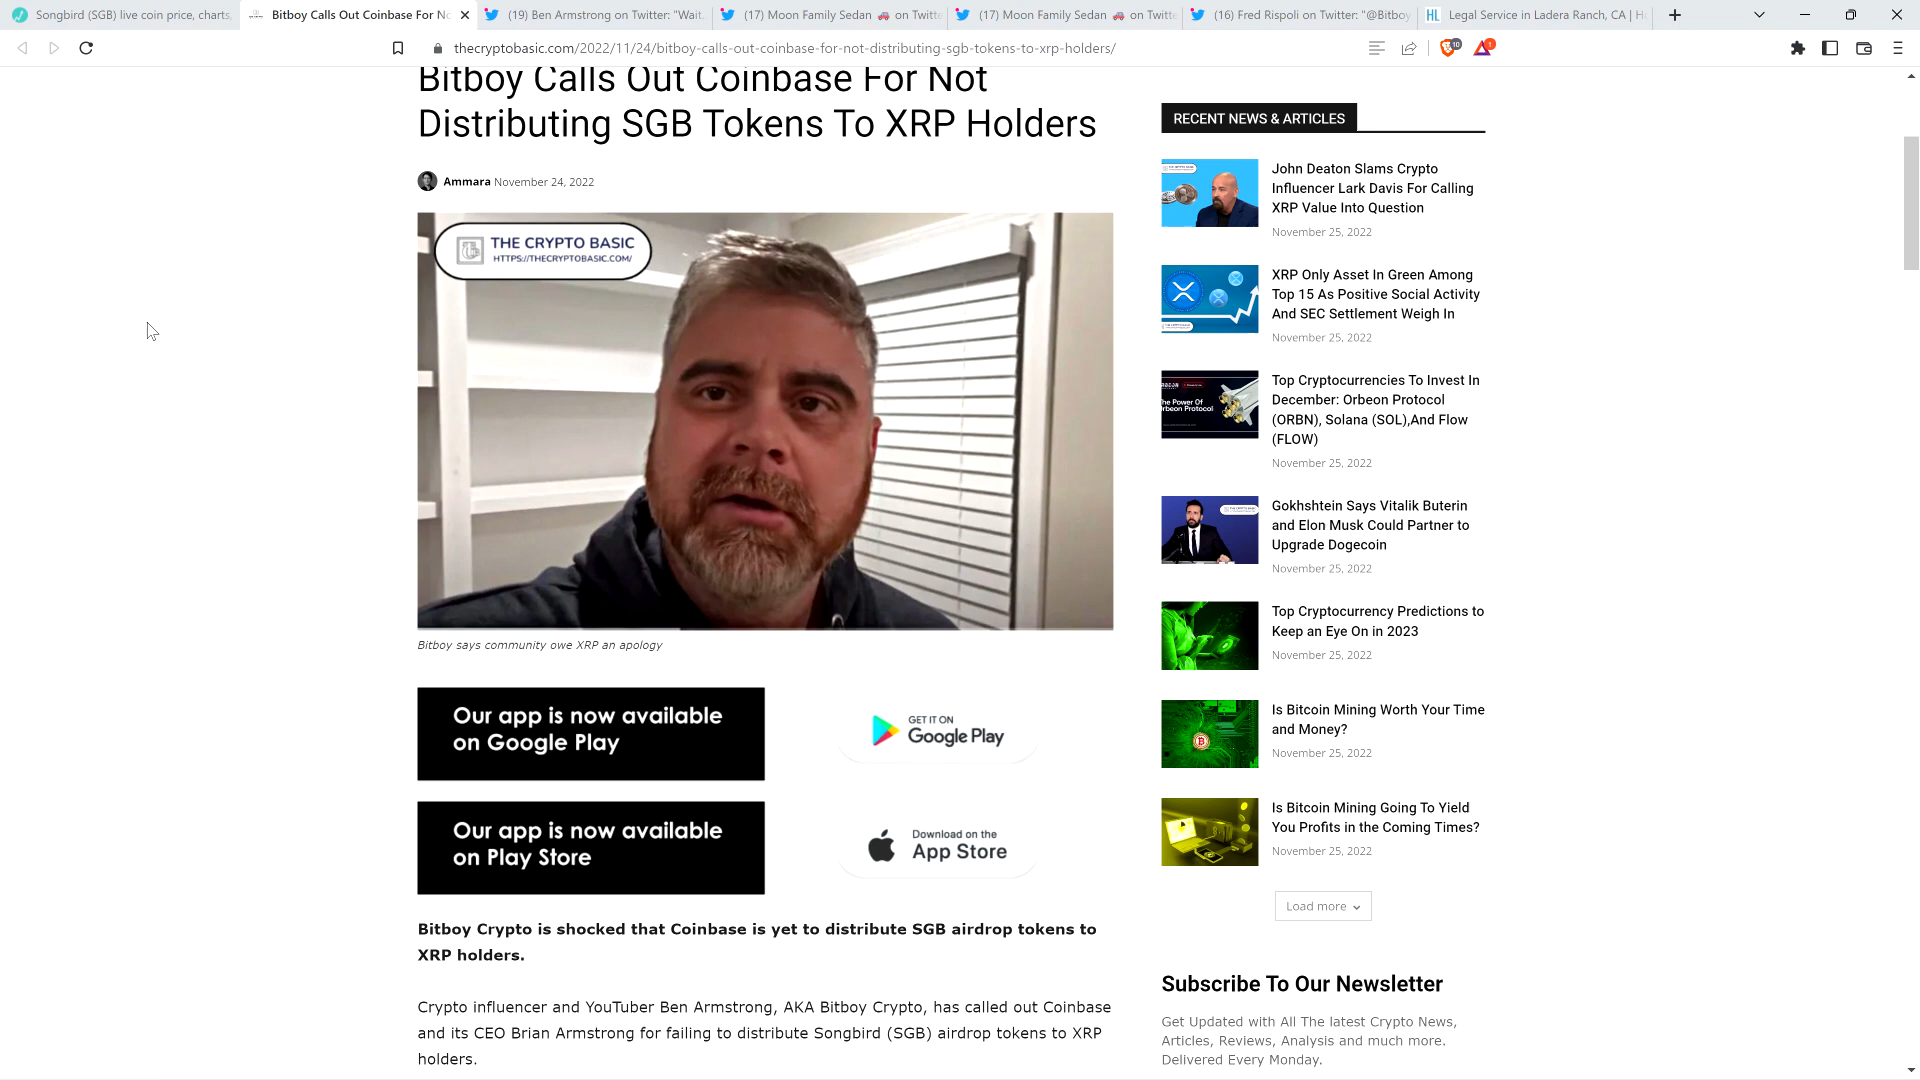 Songbird (SGB) live coin price, charts,
Bitboy Calls Out Coinbase For No
(19) Ben Armstrong on Twitter: "Wait.
(17) Moon Family Sedan 🚗 on Twitte
(17) Moon Family Sedan 🚗 on Twitte
(16) Fred Rispoli on Twitter: "@Bitboy
HL Legal Service in Ladera Ranch, CA | Ho
thecryptobasic.com/2022/11/24/bitboy-calls-out-coinbase-for-not-distributing-sgb-tokens-to-xrp-holders/
10
1
Bitboy Calls Out Coinbase For Not
Distributing SGB Tokens To XRP Holders
Ammara November 24, 2022
THE CRYPTO BASIC
HTTPS://THECRYPTOBASIC.COM/
Bitboy says community owe XRP an apology
Our app is now available
on Google Play
GET IT ON
Google Play
Our app is now available
on Play Store
Download on the
App Store
Bitboy Crypto is shocked that Coinbase is yet to distribute SGB airdrop tokens to
XRP holders.
Crypto influencer and YouTuber Ben Armstrong, AKA Bitboy Crypto, has called out Coinbase
and its CEO Brian Armstrong for failing to distribute Songbird (SGB) airdrop tokens to XRP
holders.
RECENT NEWS & ARTICLES
John Deaton Slams Crypto
Influencer Lark Davis For Calling
XRP Value Into Question
November 25, 2022
XRP Only Asset In Green Among
Top 15 As Positive Social Activity
And SEC Settlement Weigh In
November 25, 2022
The Power Of
Orbeon Protocol
Top Cryptocurrencies To Invest In
December: Orbeon Protocol
(ORBN), Solana (SOL),And Flow
(FLOW)
November 25, 2022
Gokhshtein Says Vitalik Buterin
and Elon Musk Could Partner to
Upgrade Dogecoin
November 25, 2022
Top Cryptocurrency Predictions to
Keep an Eye On in 2023
November 25, 2022
Is Bitcoin Mining Worth Your Time
and Money?
November 25, 2022
Is Bitcoin Mining Going To Yield
You Profits in the Coming Times?
November 25, 2022
Load more
Subscribe To Our Newsletter
Get Updated with All The latest Crypto News,
Articles, Reviews, Analysis and much more.
Delivered Every Monday.